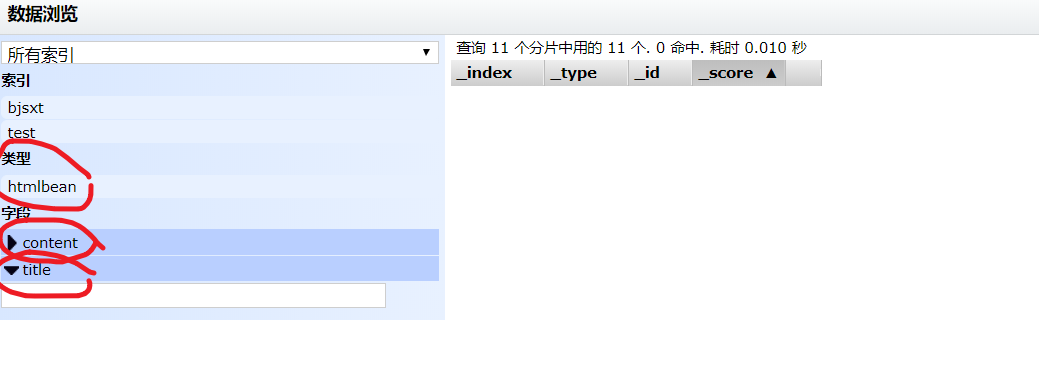 数据浏览
所有索引
索引
bjsxt
test
类型
htmlbean
字段
content
title
查询 11 个分片中用的 11 个. 0 命中. 耗时 0.010 秒
_index _type _id _score ▲